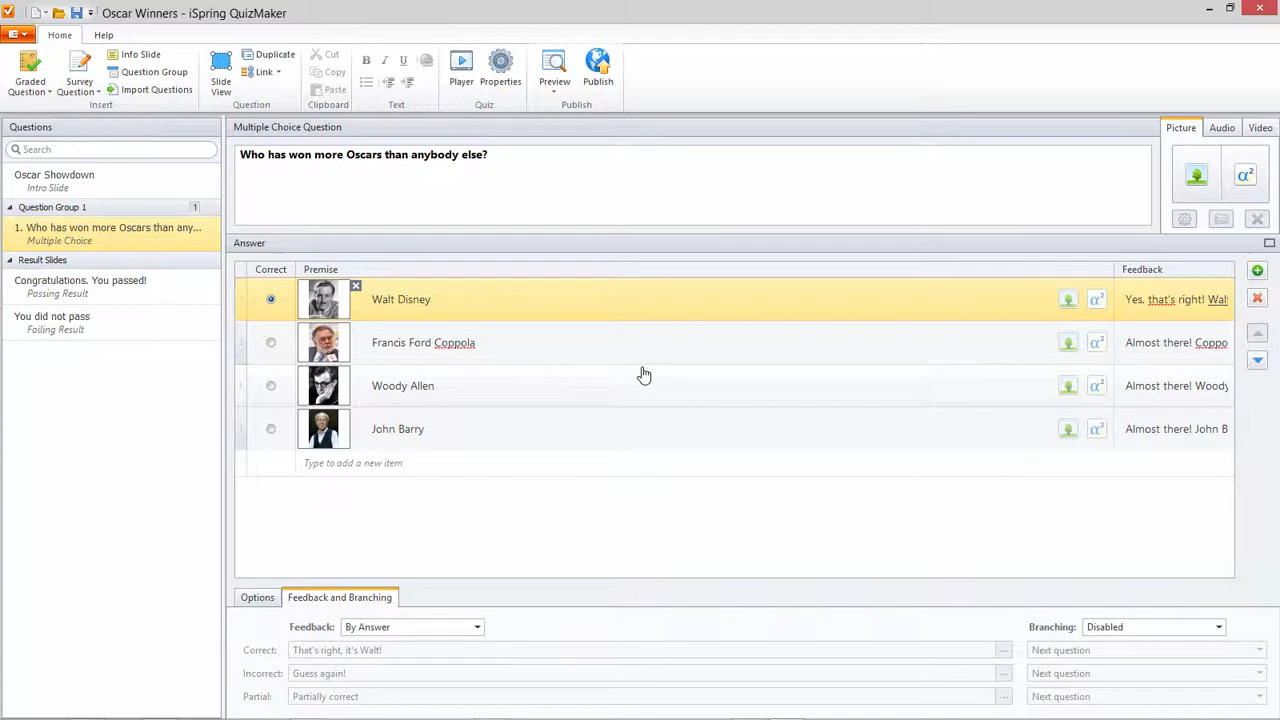 Oscar Winners - iSpring QuizMaker
Home
Help
Graded Question
Survey Question
Info Slide
Question Group
Import Questions
Insert
Slide View
Duplicate
Link
Question
Cut
Copy
Paste
Clipboard
B I U
Text
Player
Properties
Quiz
Preview
Publish
Publish
Questions
Search
Oscar Showdown
Intro Slide
Question Group 1
1
1. Who has won more Oscars than any...
Multiple Choice
Result Slides
Congratulations. You passed!
Passing Result
You did not pass
Failing Result
Multiple Choice Question
Who has won more Oscars than anybody else?
Picture
Audio
Video
α²
Answer
Correct
Premise
Feedback
Walt Disney
α²
Yes, that's right! Walt
Francis Ford Coppola
α²
Almost there! Coppo
Woody Allen
α²
Almost there! Woody
John Barry
α²
Almost there! John B
Type to add a new item
Options
Feedback and Branching
Feedback:
By Answer
Branching:
Disabled
Correct:
That's right, it's Walt!
...
Next question
Incorrect:
Guess again!
...
Next question
Partial:
Partially correct
...
Next question